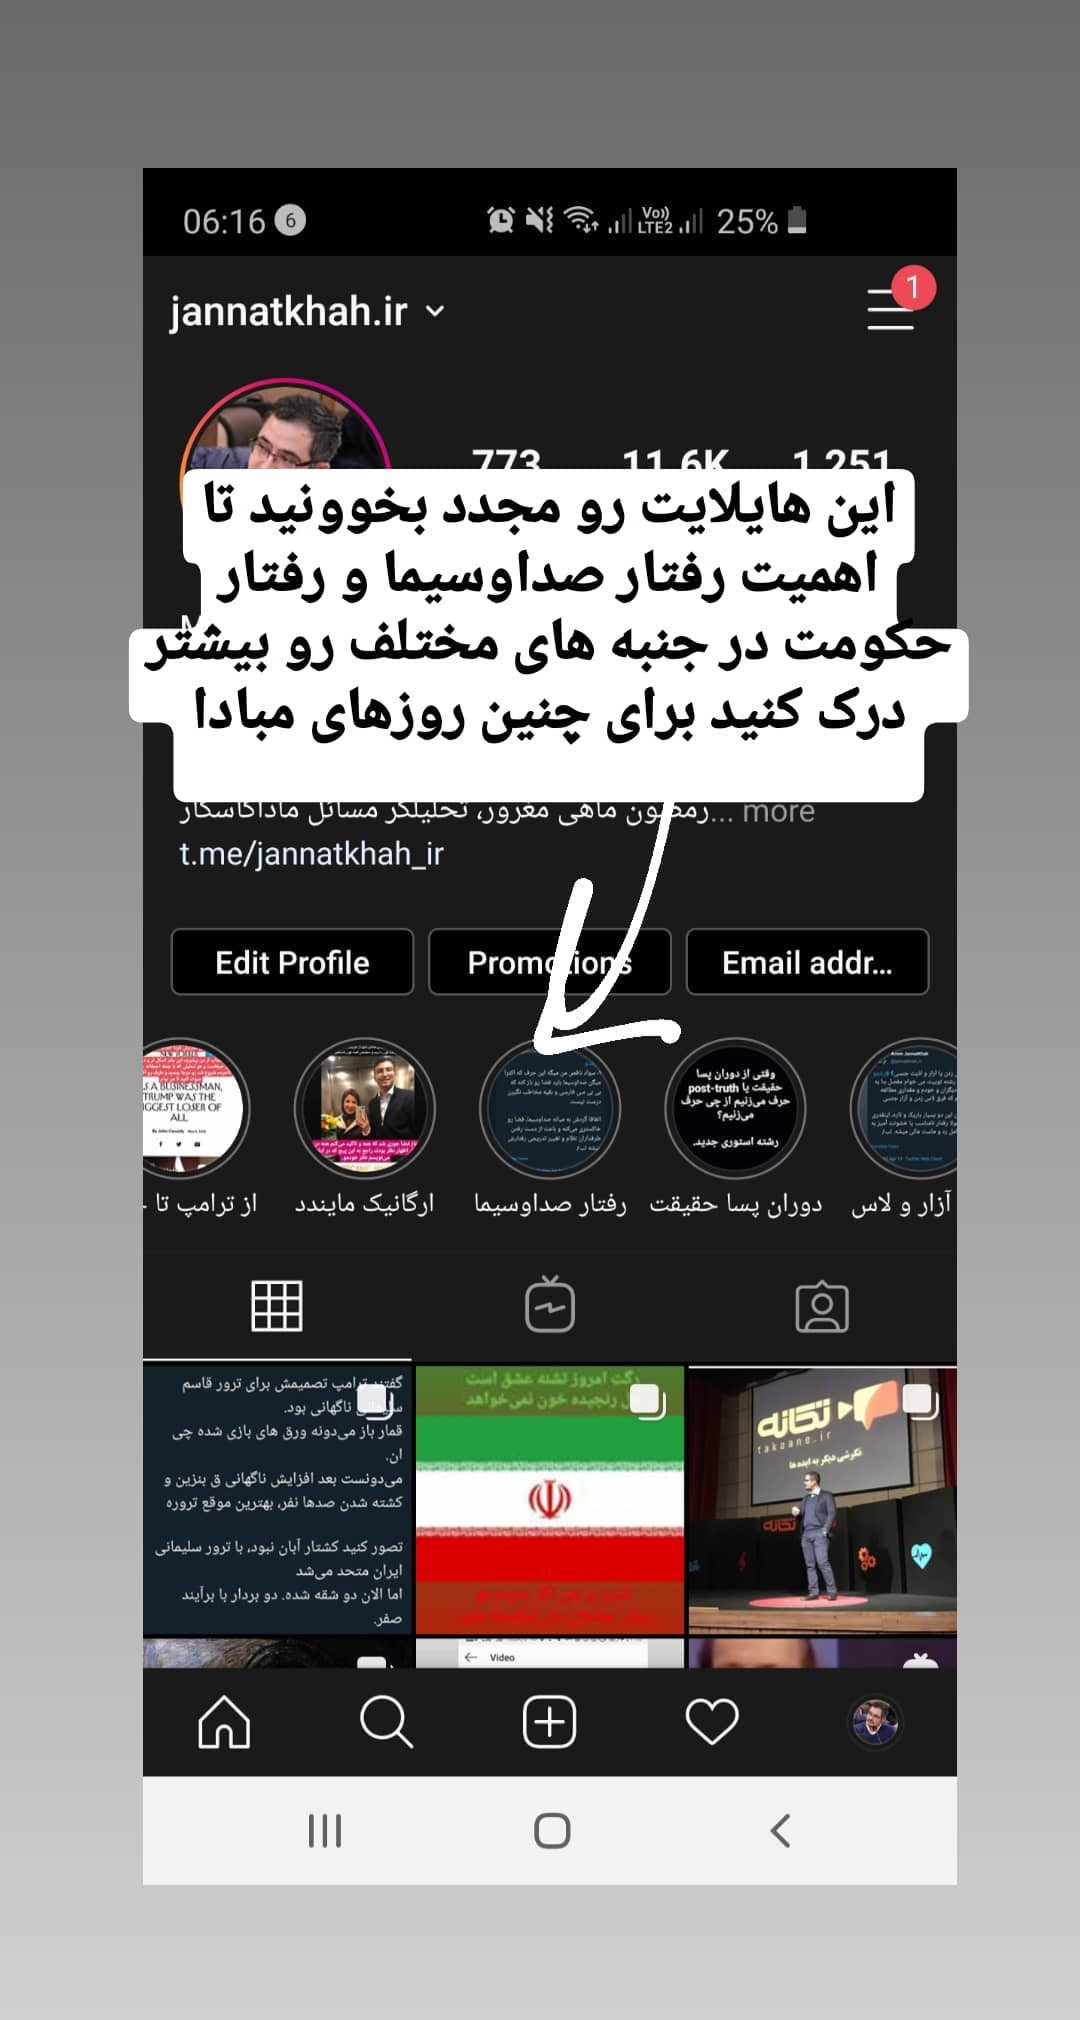 06:16 6
Vo)) LTE2 25%
jannatkhah.ir
1
773 11.6K 1,251
این هایلایت رو مجدد بخوونید تا
اهمیت رفتار صداوسیما و رفتار
حکومت در جنبه های مختلف رو بیشتر
درک کنید برای چنین روزهای مبادا
رمضون ماهی مغرور، تحلیلگر مسائل ماداگاسکار... more
t.me/jannatkhah_ir
Edit Profile
Promotions
Email addr...
S A BUSINESSMAN,
TRUMP WAS THE
IGGEST LOSER OF
ALL
وقتی از دوران پسا
حقیقت یا post-truth
حرف می‌زنیم از چی حرف
می‌زنیم؟
رشته استوری جدید.
از ترامپ تا
ارگانیک مایندد
رفتار صداوسیما
دوران پسا حقیقت
آزار و لاس
گفتند ترامپ تصمیمش برای ترور قاسم
سلیمانی ناگهانی بود.
قمار باز می‌دونه ورق های بازی شده چی
ان.
می‌دونست بعد افزایش ناگهانی ق بنزین و
کشته شدن صدها نفر، بهترین موقع تروره
تصور کنید کشتار آبان نبود، با ترور سلیمانی
ایران متحد می‌شد
اما الان دو شقه شده. دو بردار با برآیند
صفر.
رگت امروز تشنه عشق است
رنجیده خون نمی‌خواهد
تکانه
takoane.ir
نگرشی دیگر به ایده ها
تکانه
Video